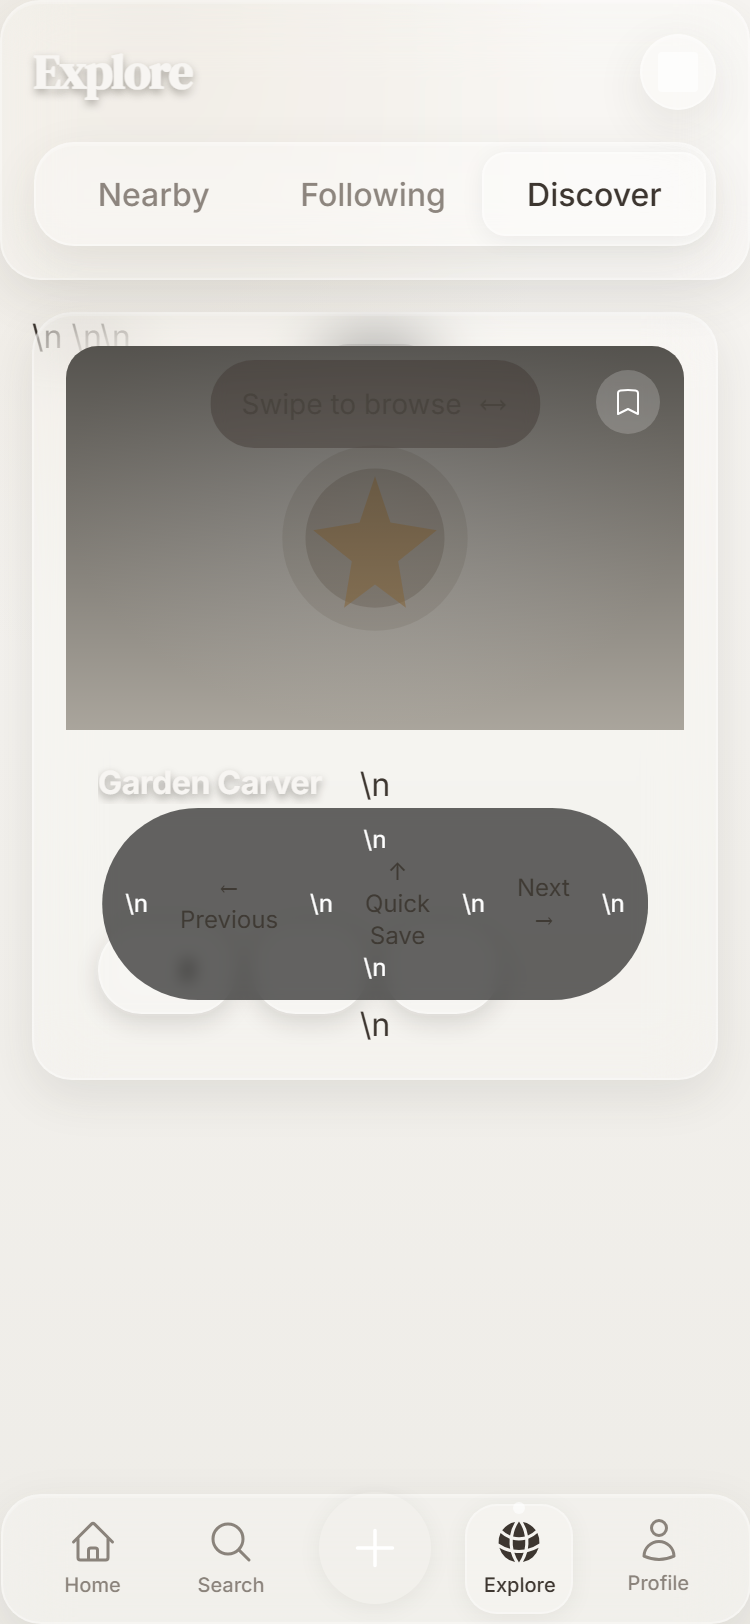 Explore
Nearby Following Discover
\n \n\n
Swipe to browse ↔
Garden Carver \n
\n
\n ← Previous \n ↑ Quick Save \n Next → \n
\n
\n
Home Search Explore Profile